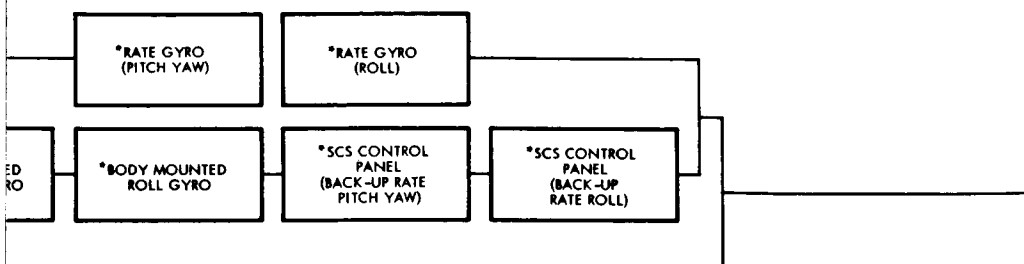 *RATE GYRO
(PITCH YAW)
*RATE GYRO
(ROLL)
*BODY MOUNTED
ROLL GYRO
*SCS CONTROL
PANEL
(BACK-UP RATE
PITCH YAW)
*SCS CONTROL
PANEL
(BACK-UP
RATE ROLL)